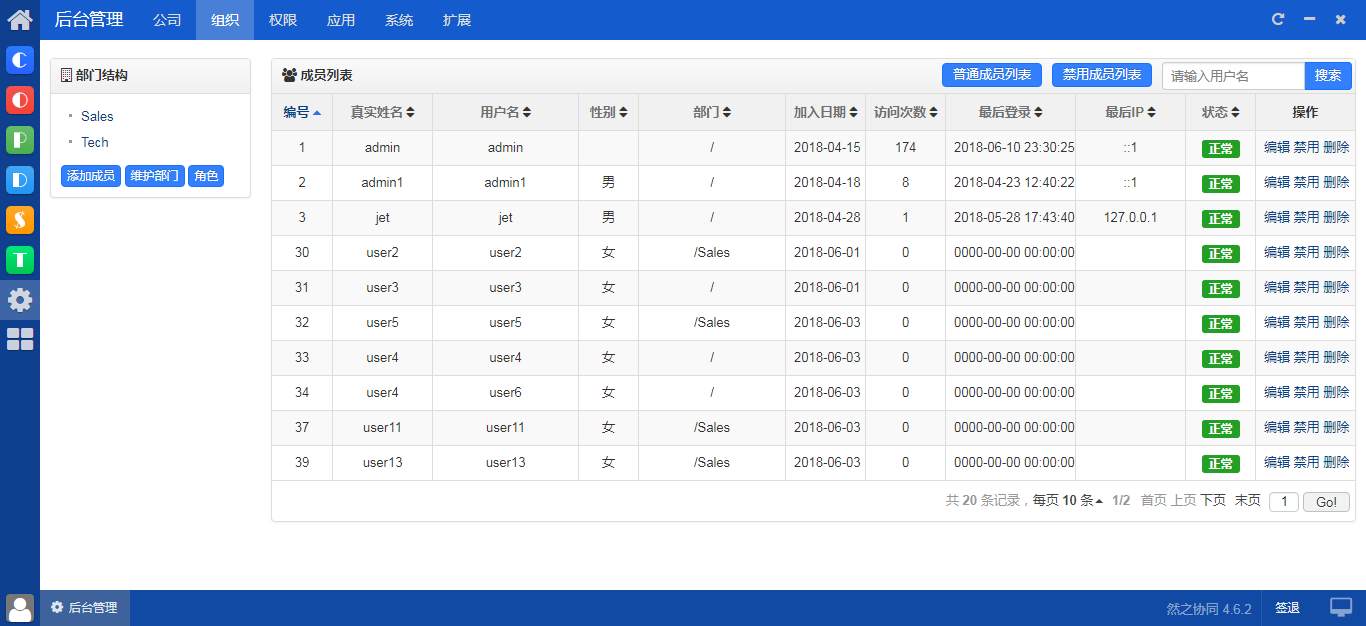 后台管理 公司 组织 权限 应用 系统 扩展
部门结构
Sales
Tech
添加成员 维护部门 角色
成员列表 普通成员列表 禁用成员列表 请输入用户名 搜索
编号 真实姓名 用户名 性别 部门 加入日期 访问次数 最后登录 最后IP 状态 操作
1 admin admin / 2018-04-15 174 2018-06-10 23:30:25 ::1 正常 编辑 禁用 删除
2 admin1 admin1 男 / 2018-04-18 8 2018-04-23 12:40:22 ::1 正常 编辑 禁用 删除
3 jet jet 男 / 2018-04-28 1 2018-05-28 17:43:40 127.0.0.1 正常 编辑 禁用 删除
30 user2 user2 女 /Sales 2018-06-01 0 0000-00-00 00:00:00 正常 编辑 禁用 删除
31 user3 user3 女 / 2018-06-01 0 0000-00-00 00:00:00 正常 编辑 禁用 删除
32 user5 user5 女 /Sales 2018-06-03 0 0000-00-00 00:00:00 正常 编辑 禁用 删除
33 user4 user4 女 / 2018-06-03 0 0000-00-00 00:00:00 正常 编辑 禁用 删除
34 user4 user6 女 / 2018-06-03 0 0000-00-00 00:00:00 正常 编辑 禁用 删除
37 user11 user11 女 /Sales 2018-06-03 0 0000-00-00 00:00:00 正常 编辑 禁用 删除
39 user13 user13 女 /Sales 2018-06-03 0 0000-00-00 00:00:00 正常 编辑 禁用 删除
共 20 条记录，每页 10 条 1/2 首页 上页 下页 末页 1 Go!
后台管理 然之协同 4.6.2 签退